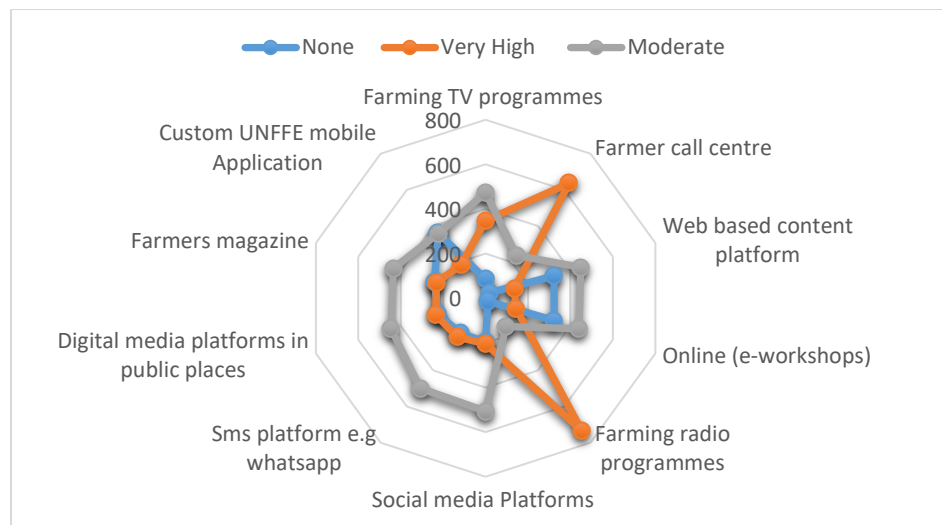 None Very High Moderate
Farming TV programmes
800
Custom UNFFE mobile
Application
Farmer call centre
600
400
Farmers magazine
Web based content
platform
200
0
Digital media platforms in
public places
Online (e-workshops)
Sms platform e.g
whatsapp
Farming radio
programmes
Social media Platforms